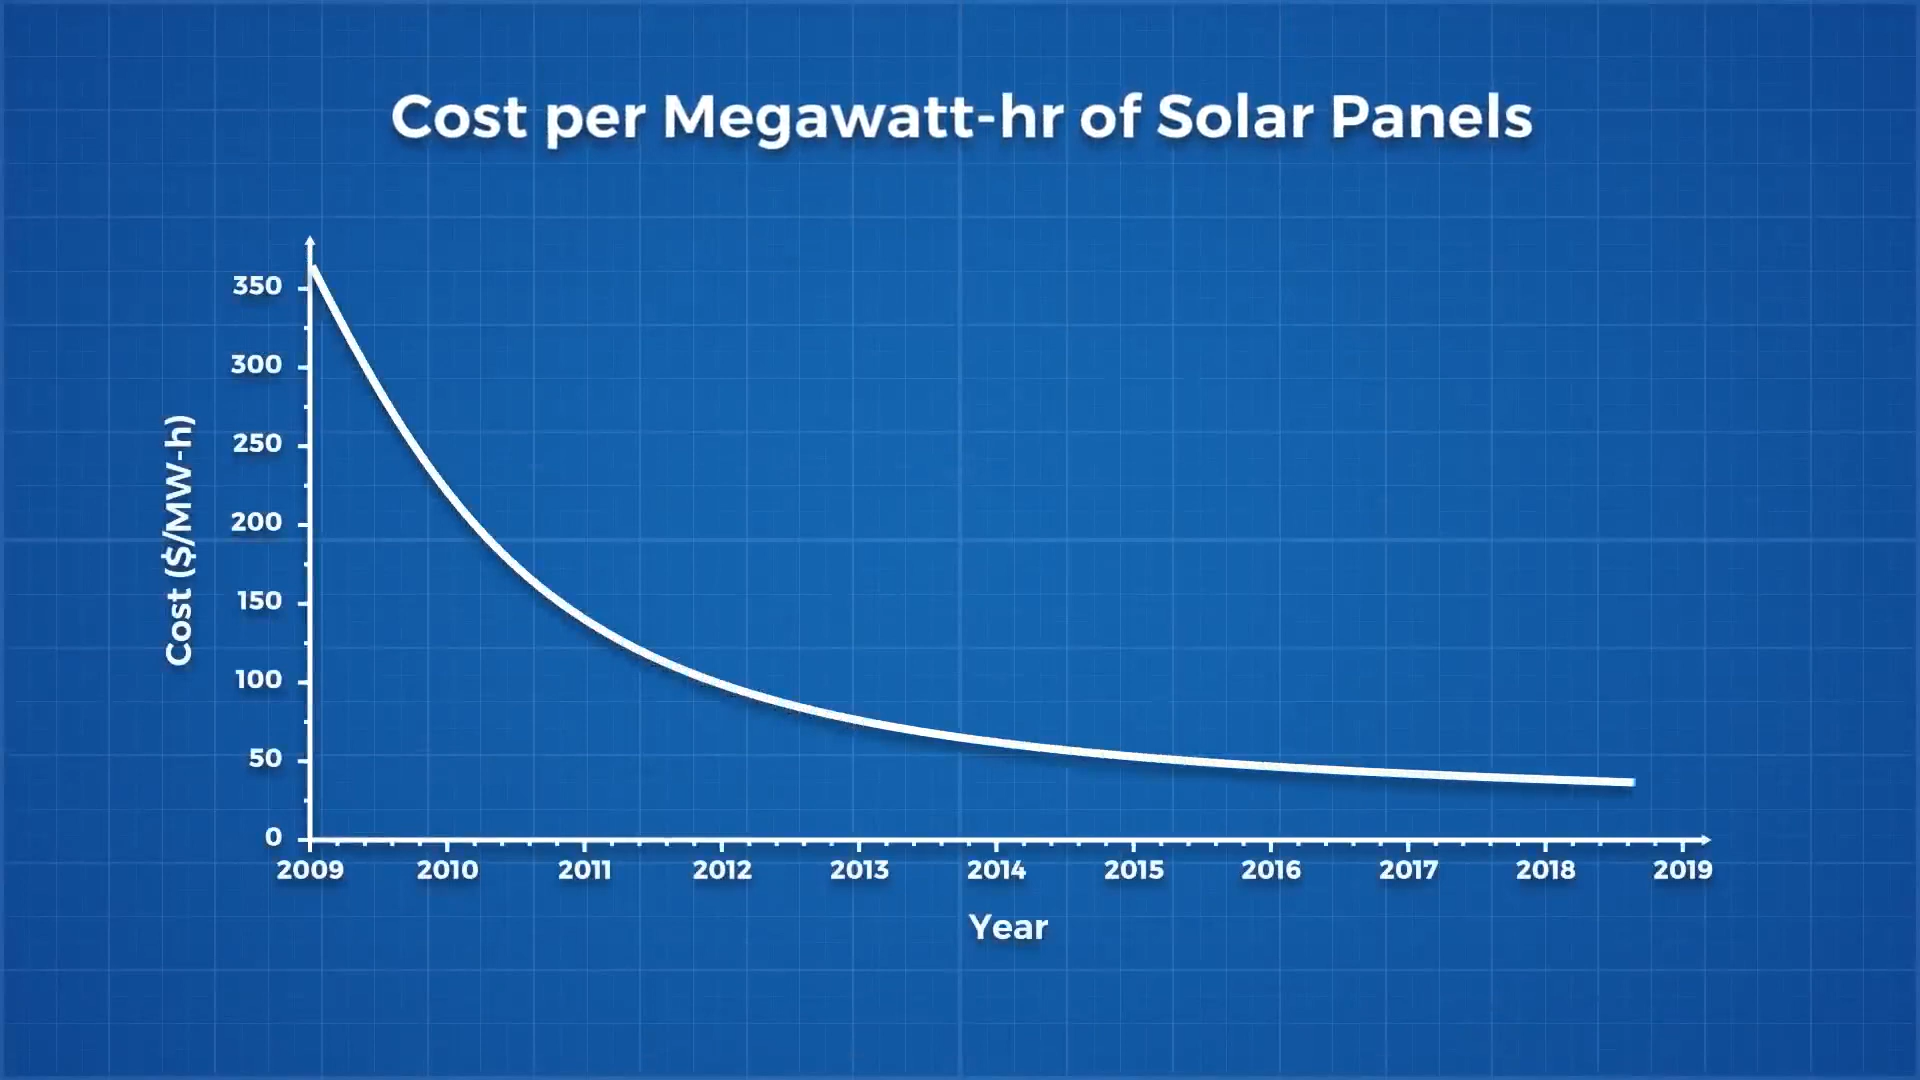 Cost per Megawatt-hr of Solar Panels
Cost ($/MW-h)
350
300
250
200
150
100
50
0
2009 2010 2011 2012 2013 2014 2015 2016 2017 2018 2019
Year